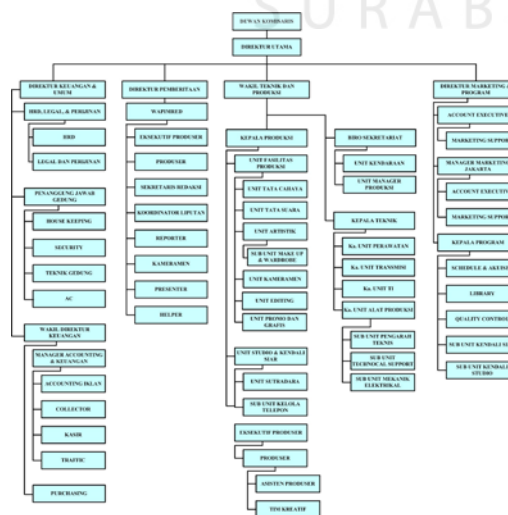 SURAB
DEWAN KOMISARIS
DIREKTUR UTAMA
DIREKTUR KEUANGAN &
UMUM
HRD, LEGAL, & PERIJINAN
HRD
LEGAL DAN PERIJINAN
PENANGGUNG JAWAB
GEDUNG
HOUSE KEEPING
SECURITY
TEKNIK GEDUNG
AC
WAKIL DIREKTUR
KEUANGAN
MANAGER ACCOUNTING
& KEUANGAN
ACCOUNTING IKLAN
COLLECTOR
KASIR
TRAFFIC
PURCHASING
DIREKTUR PEMBERITAAN
WAPIMRED
EKSEKUTIF PRODUSER
PRODUSER
SEKRETARIS REDAKSI
KOORDINATOR LIPUTAN
REPORTER
KAMERAMEN
PRESENTER
HELPER
WAKIL TEKNIK DAN
PRODUKSI
KEPALA PRODUKSI
UNIT FASILITAS
PRODUKSI
UNIT TATA CAHAYA
UNIT TATA SUARA
UNIT ARTISTIK
SUB UNIT MAKE UP
& WARDROBE
UNIT KAMERAMEN
UNIT EDITING
UNIT PROMO DAN
GRAFIS
UNIT STUDIO & KENDALI
SIAR
UNIT SUTRADARA
SUB UNIT KELOLA
TELEPON
EKSEKUTIF PRODUSER
PRODUSER
ASISTEN PRODUSER
TIM KREATIF
BIRO SEKRETARIAT
UNIT KENDARAAN
UNIT MANAGER
PRODUKSI
KEPALA TEKNIK
Ka. UNIT PERAWATAN
Ka. UNIT TRANSMISI
Ka. UNIT TI
Ka. UNIT ALAT PRODUKSI
SUB UNIT PENGARAH
TEKNIS
SUB UNIT
TECHNOCAL SUPPORT
SUB UNIT MEKANIK
ELEKTRIKAL
DIREKTUR MARKETING &
PROGRAM
ACCOUNT EXECUTIVE
MARKETING SUPPOR
MANAGER MARKETING
JAKARTA
ACCOUNT EXECUTIV
MARKETING SUPPOR
KEPALA PROGRAM
SCHEDULE & AKUISI
LIBRARY
QUALITY CONTROL
SUB UNIT KENDALI SI
SUB UNIT KENDALI
STUDIO